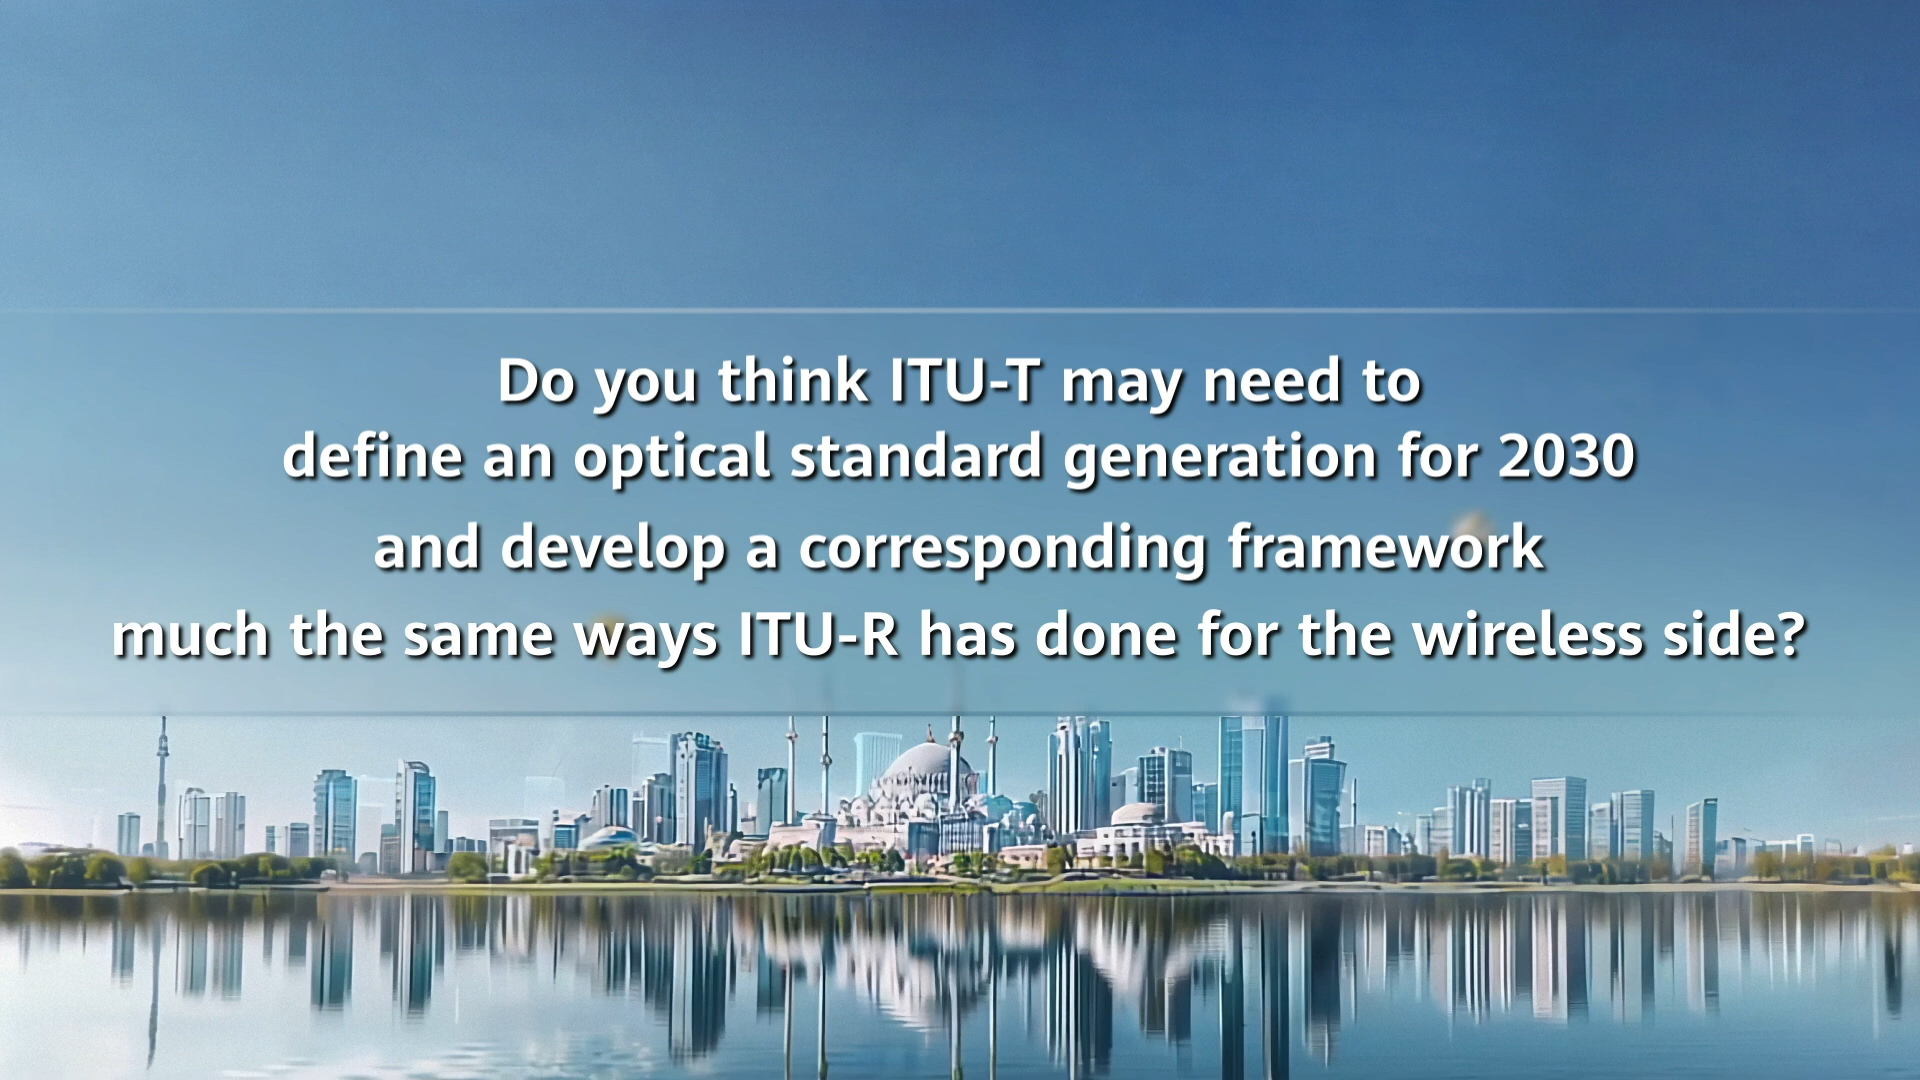 Do you think ITU-T may need to
define an optical standard generation for 2030
and develop a corresponding framework
much the same ways ITU-R has done for the wireless side?